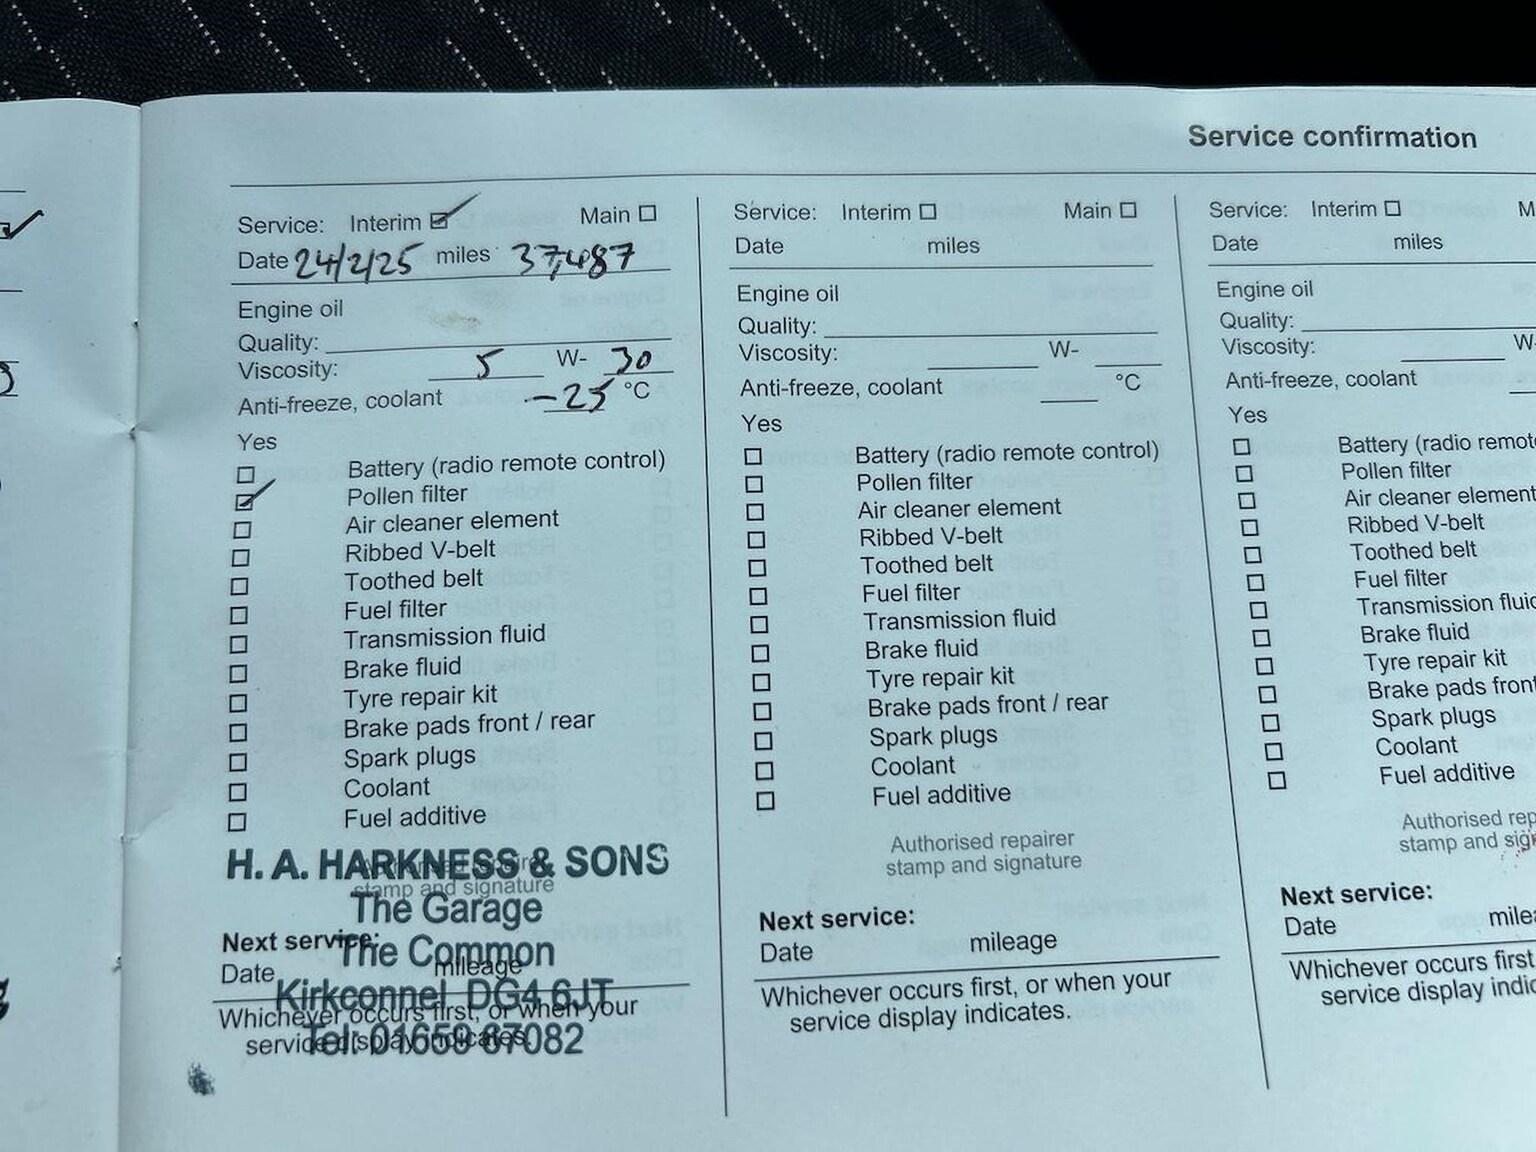 Service confirmation
Service: Interim Main
Date 24/2/25 miles 37,487
Engine oil
Quality:
Viscosity: 5 W- 30
Anti-freeze, coolant -25 °C
Yes
Battery (radio remote control)
Pollen filter
Air cleaner element
Ribbed V-belt
Toothed belt
Fuel filter
Transmission fluid
Brake fluid
Tyre repair kit
Brake pads front / rear
Spark plugs
Coolant
Fuel additive
Authorised repairer
stamp and signature
H. A. HARKNESS & SONS
The Garage
The Common
Kirkconnel DG4 6JT
Tel: 01659 67082
Next service:
Date mileage
Whichever occurs first, or when your
service display indicates.
Service: Interim Main
Date miles
Engine oil
Quality:
Viscosity: W-
Anti-freeze, coolant °C
Yes
Battery (radio remote control)
Pollen filter
Air cleaner element
Ribbed V-belt
Toothed belt
Fuel filter
Transmission fluid
Brake fluid
Tyre repair kit
Brake pads front / rear
Spark plugs
Coolant
Fuel additive
Authorised repairer
stamp and signature
Next service:
Date mileage
Whichever occurs first, or when your
service display indicates.
Service: Interim
Date miles
Engine oil
Quality:
Viscosity: W-
Anti-freeze, coolant
Yes
Battery (radio
Pollen filter
Air cleaner element
Ribbed V-belt
Toothed belt
Fuel filter
Transmission
Brake fluid
Tyre repair kit
Brake pads
Spark plugs
Coolant
Fuel additive
Authorised
stamp and
Next service:
Date
Whichever occurs first
service display